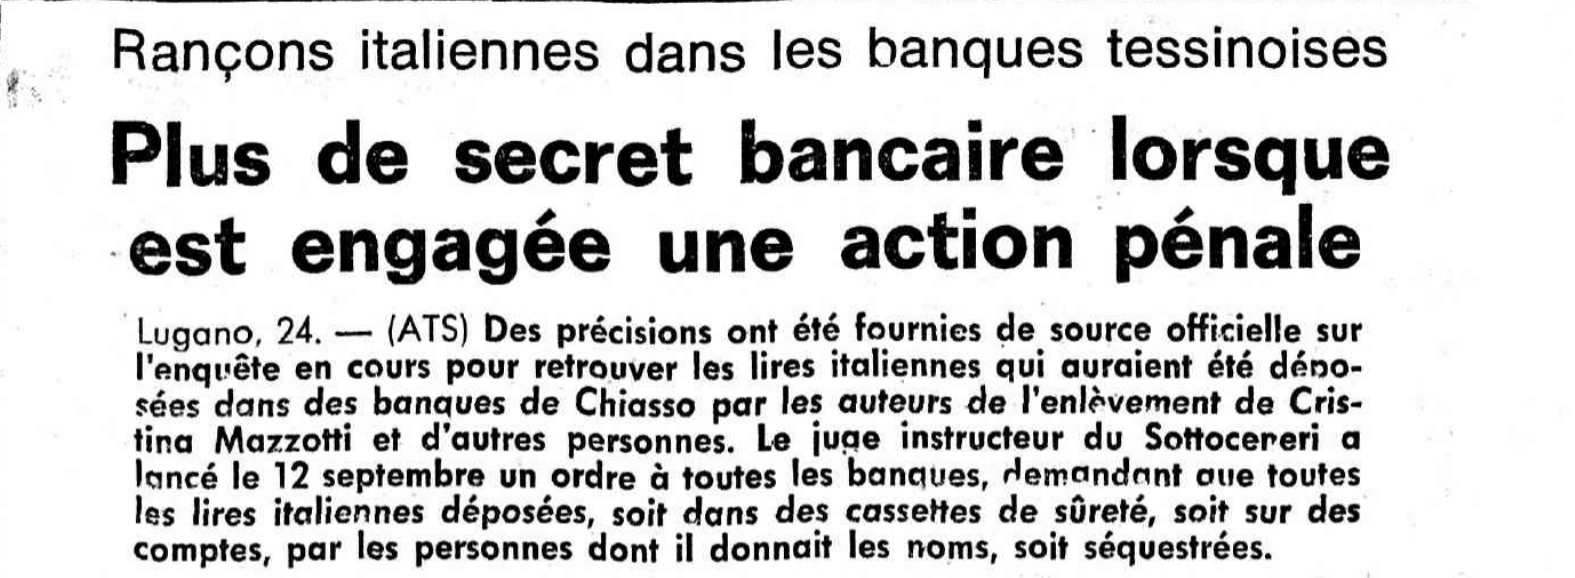 Rançons italiennes dans les banques tessinoises
Plus de secret bancaire lorsque
est engagée une action pénale
Lugano, 24. — (ATS) Des précisions ont été fournies de source officielle sur
l'enquête en cours pour retrouver les lires italiennes qui auraient été dépo-
sées dans des banques de Chiasso par les auteurs de l'enlèvement de Cris-
tina Mazzotti et d'autres personnes. Le juge instructeur du Sottoceneri a
lancé le 12 septembre un ordre à toutes les banques, demandant que toutes
les lires italiennes déposées, soit dans des cassettes de sûreté, soit sur des
comptes, par les personnes dont il donnait les noms, soit séquestrées.